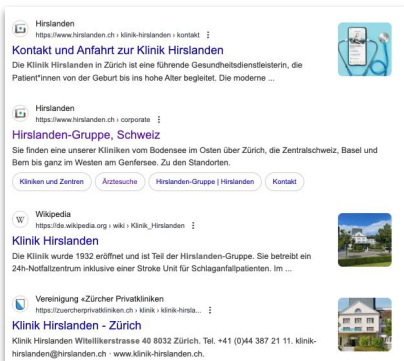 Hirslanden
https://www.hirslanden.ch › klinik-hirslanden › kontakt
Kontakt und Anfahrt zur Klinik Hirslanden
Die Klinik Hirslanden in Zürich ist eine führende Gesundheitsdienstleisterin, die
Patient*innen von der Geburt bis ins hohe Alter begleitet. Die moderne ...
Hirslanden
https://www.hirslanden.ch › corporate
Hirslanden-Gruppe, Schweiz
Sie finden eine unserer Kliniken vom Bodensee im Osten über Zürich, die Zentralschweiz, Basel und
Bern bis ganz im Westen am Genfersee. Zu den Standorten.
Kliniken und Zentren
Ärztesuche
Hirslanden-Gruppe | Hirslanden
Kontakt
W
Wikipedia
https://de.wikipedia.org › wiki › Klinik_Hirslanden
Klinik Hirslanden
Die Klinik wurde 1932 eröffnet und ist Teil der Hirslanden-Gruppe. Sie betreibt ein
24h-Notfallzentrum inklusive einer Stroke Unit für Schlaganfallpatienten. Im ...
Vereinigung «Zürcher Privatkliniken
https://zuercherprivatkliniken.ch › klinik › klinik-hirsla...
Klinik Hirslanden - Zürich
Klinik Hirslanden Witellikerstrasse 40 8032 Zürich. Tel. +41 (0)44 387 21 11. klinik-
hirslanden@hirslanden.ch · www.klinik-hirslanden.ch.